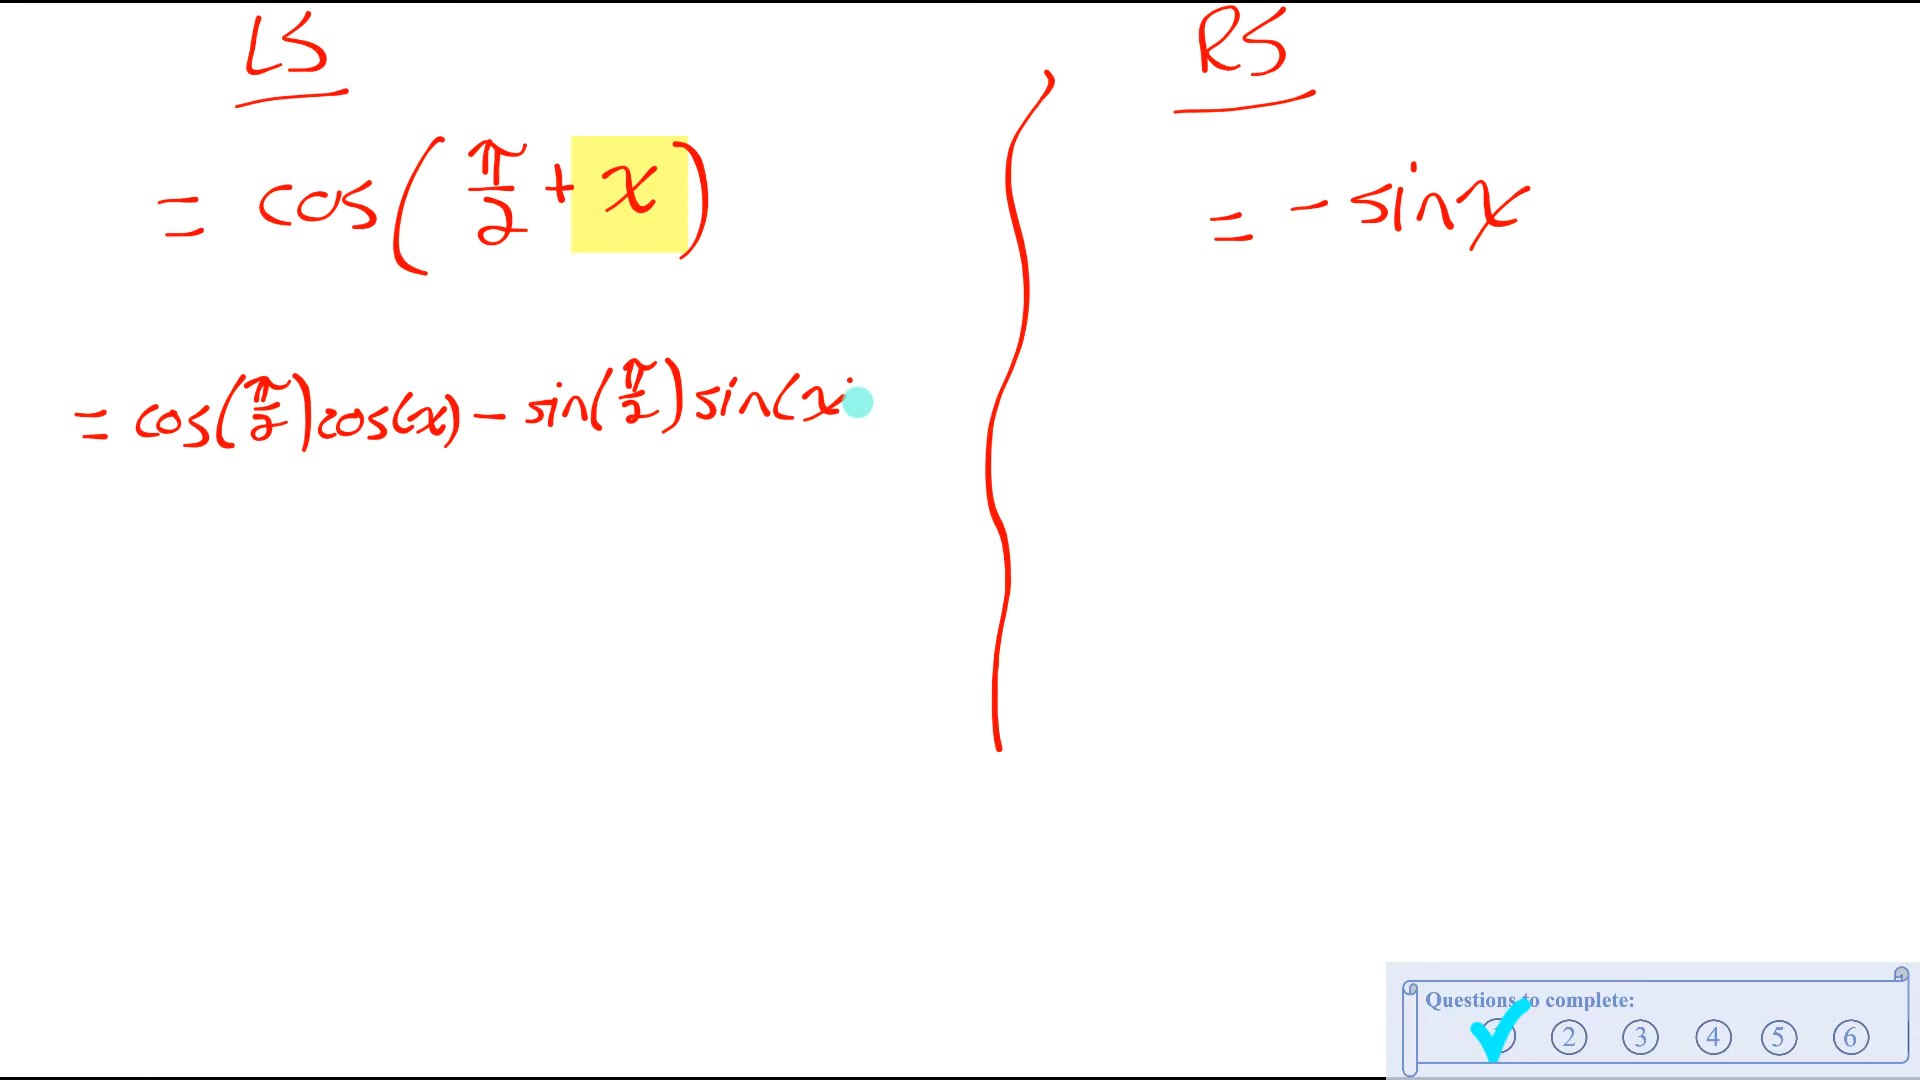 LS
= cos(π/2 + x)
= cos(π/2)cos(x) - sin(π/2)sin(x
RS
= - sinx
Questions to complete:
1 2 3 4 5 6